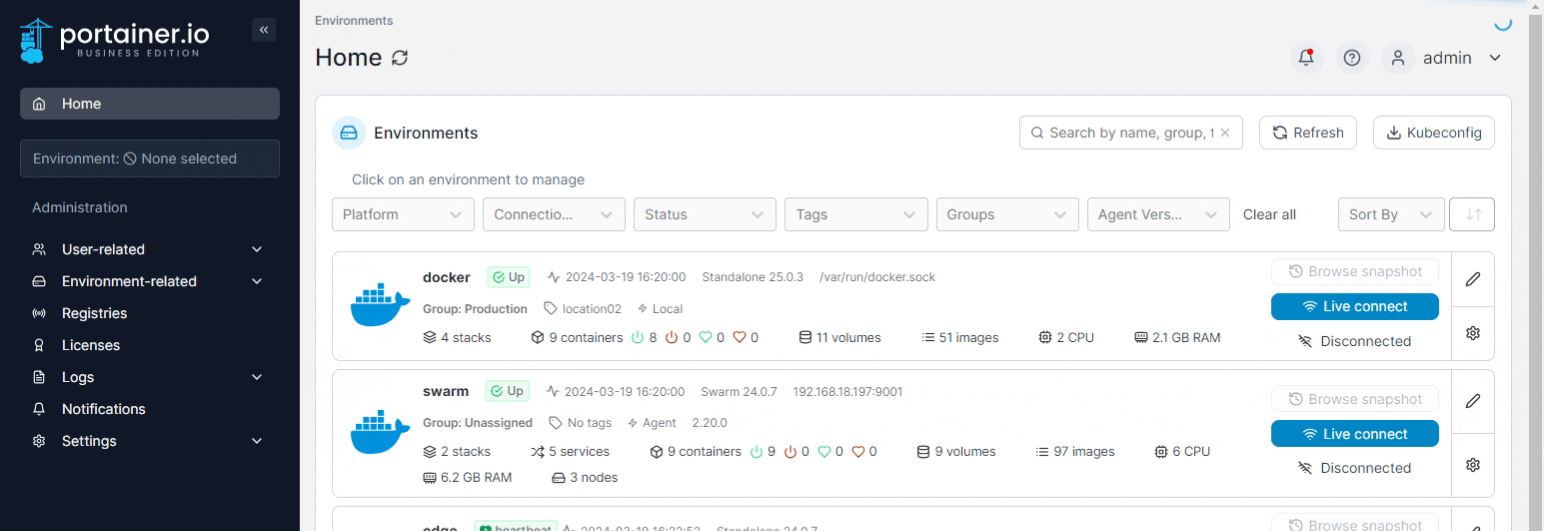 portainer.io
BUSINESS EDITION
Home
Environment: None selected
Administration
User-related
Environment-related
Registries
Licenses
Logs
Notifications
Settings
Environments
Home
admin
Environments
Search by name, group, t
Refresh
Kubeconfig
Click on an environment to manage
Platform
Connectio...
Status
Tags
Groups
Agent Vers...
Clear all
Sort By
docker Up 2024-03-19 16:20:00 Standalone 25.0.3 /var/run/docker.sock
Group: Production location02 Local
4 stacks 9 containers 8 0 0 0 11 volumes 51 images 2 CPU 2.1 GB RAM
Browse snapshot
Live connect
Disconnected
swarm Up 2024-03-19 16:20:00 Swarm 24.0.7 192.168.18.197:9001
Group: Unassigned No tags Agent 2.20.0
2 stacks 5 services 9 containers 9 0 0 0 9 volumes 97 images 6 CPU
6.2 GB RAM 3 nodes
Browse snapshot
Live connect
Disconnected
edge heartbeat 2024-03-19 16:22:52 Standalone 24.0.7
Browse snapshot